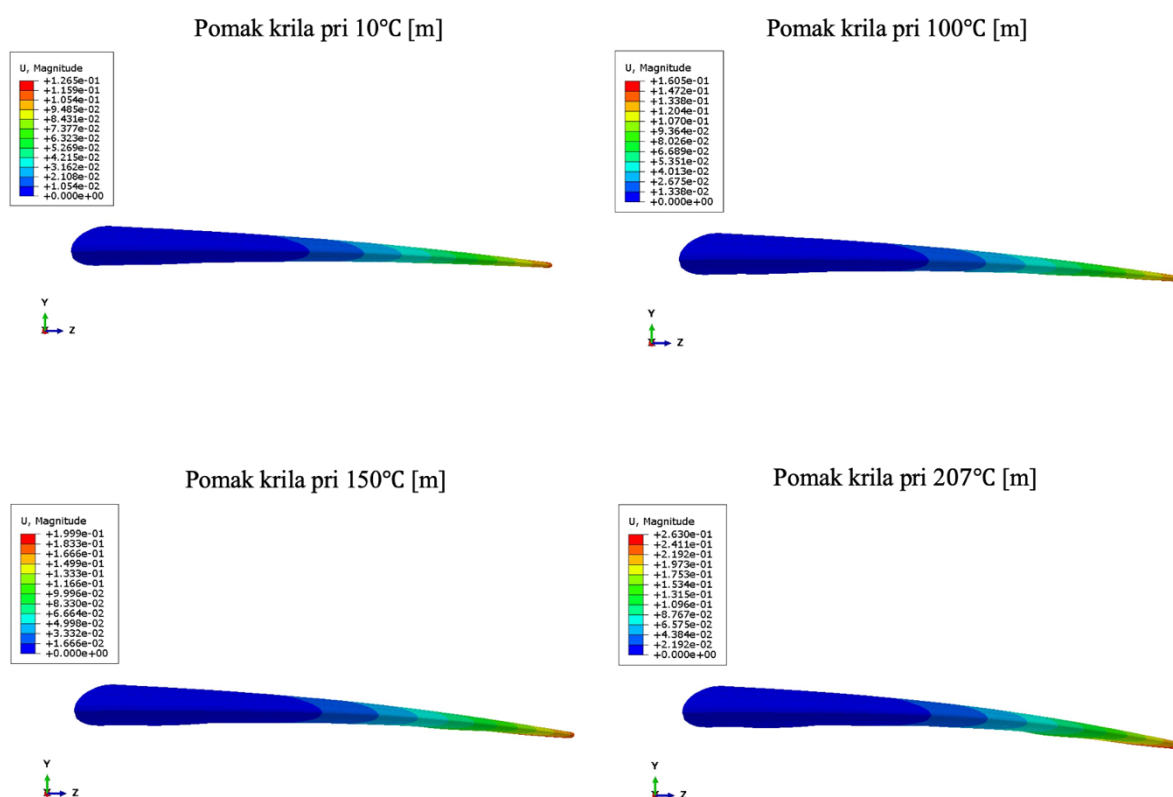 Pomak krila pri 10°C [m]
U, Magnitude
+1.265e-01
+1.159e-01
+1.054e-01
+9.485e-02
+8.431e-02
+7.377e-02
+6.323e-02
+5.269e-02
+4.215e-02
+3.162e-02
+2.108e-02
+1.054e-02
+0.000e+00
Y
Z
Pomak krila pri 100°C [m]
U, Magnitude
+1.605e-01
+1.472e-01
+1.338e-01
+1.204e-01
+1.070e-01
+9.364e-02
+8.026e-02
+6.689e-02
+5.351e-02
+4.013e-02
+2.675e-02
+1.338e-02
+0.000e+00
Y
Z
Pomak krila pri 150°C [m]
U, Magnitude
+1.999e-01
+1.833e-01
+1.666e-01
+1.499e-01
+1.333e-01
+1.166e-01
+9.996e-02
+8.330e-02
+6.664e-02
+4.998e-02
+3.332e-02
+1.666e-02
+0.000e+00
Y
Z
Pomak krila pri 207°C [m]
U, Magnitude
+2.630e-01
+2.411e-01
+2.192e-01
+1.973e-01
+1.753e-01
+1.534e-01
+1.315e-01
+1.096e-01
+8.767e-02
+6.575e-02
+4.384e-02
+2.192e-02
+0.000e+00
Y
Z